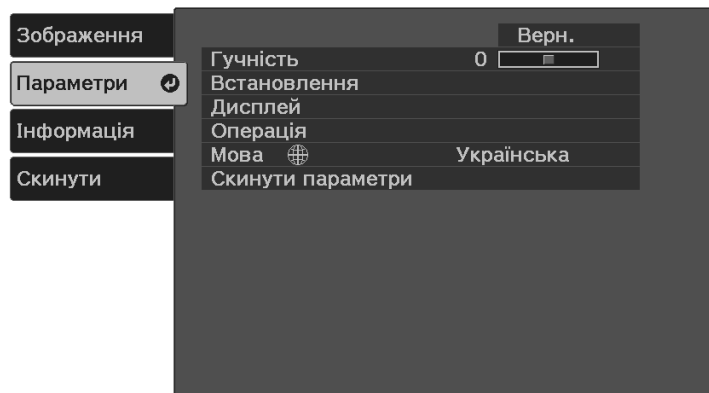 Зображення
Параметри
Інформація
Скинути
Верн.
Гучність 0
Встановлення
Дисплей
Операція
Мова Українська
Скинути параметри